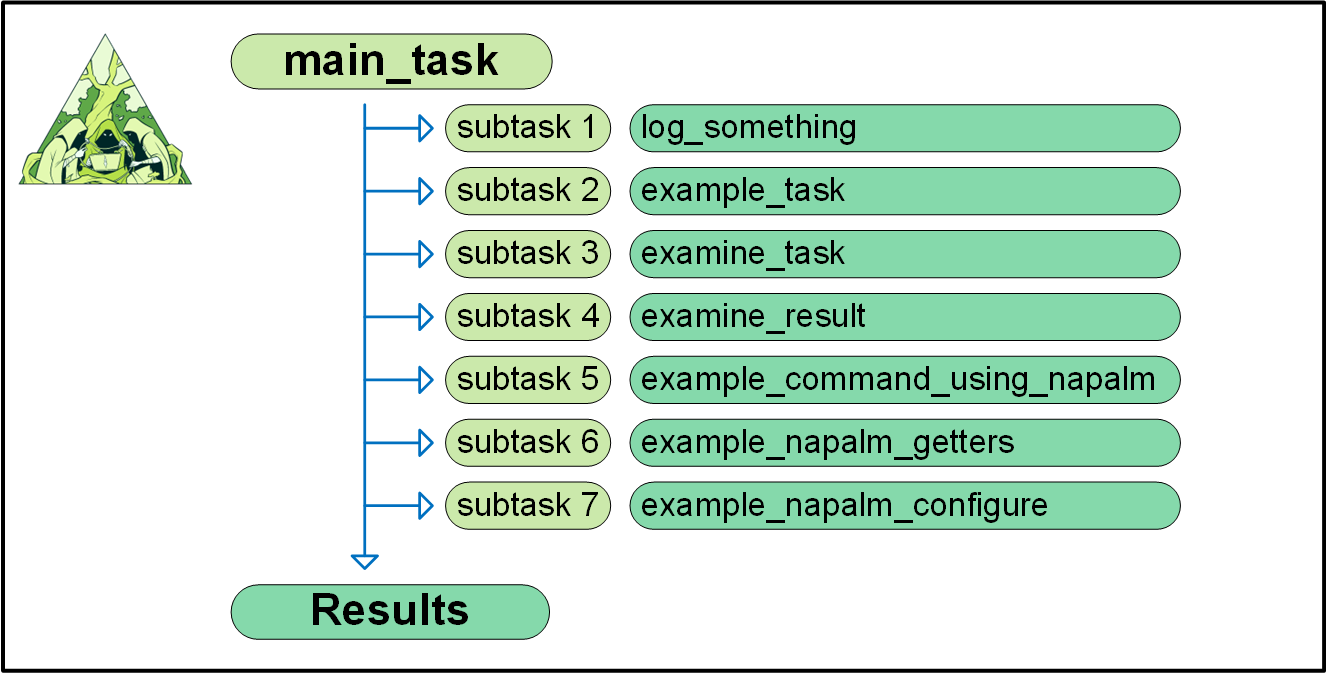 main_task
subtask 1 log_something
subtask 2 example_task
subtask 3 examine_task
subtask 4 examine_result
subtask 5 example_command_using_napalm
subtask 6 example_napalm_getters
subtask 7 example_napalm_configure
Results